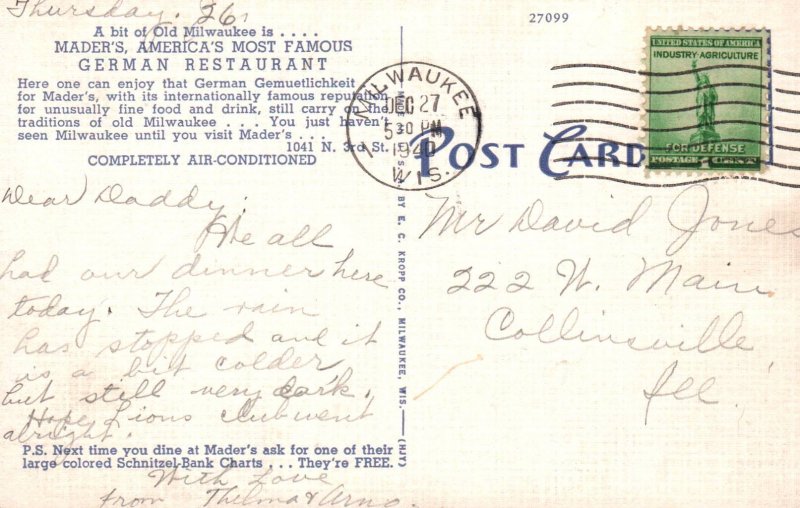 Thursday. 26.
A bit of Old Milwaukee is . . . .
MADER'S, AMERICA'S MOST FAMOUS
GERMAN RESTAURANT
Here one can enjoy that German Gemuetlichkeit
for Mader's, with its internationally famous reputation
for unusually fine food and drink, still carry on the
traditions of old Milwaukee . . . You just haven't
seen Milwaukee until you visit Mader's . . .
1041 N. 3rd St.
COMPLETELY AIR-CONDITIONED
Dear Daddy:
We all
had our dinner here
today. The rain
has stopped and it
is a bit colder
but still very dark.
Hope Lions Club went
alright.
P.S. Next time you dine at Mader's ask for one of their
large colored Schnitzel-Bank Charts . . . They're FREE.
With Love
from Thelma & Arno.
BY E. C. KROPP CO., MILWAUKEE, WIS.
27099
MILWAUKEE
DEC 27
5 30 PM
1940
WIS.
POST CARD
UNITED STATES OF AMERICA
INDUSTRY·AGRICULTURE
FOR DEFENSE
POSTAGE 1 CENT
Mr David Jones
222 W. Main
Collinsville
Ill.